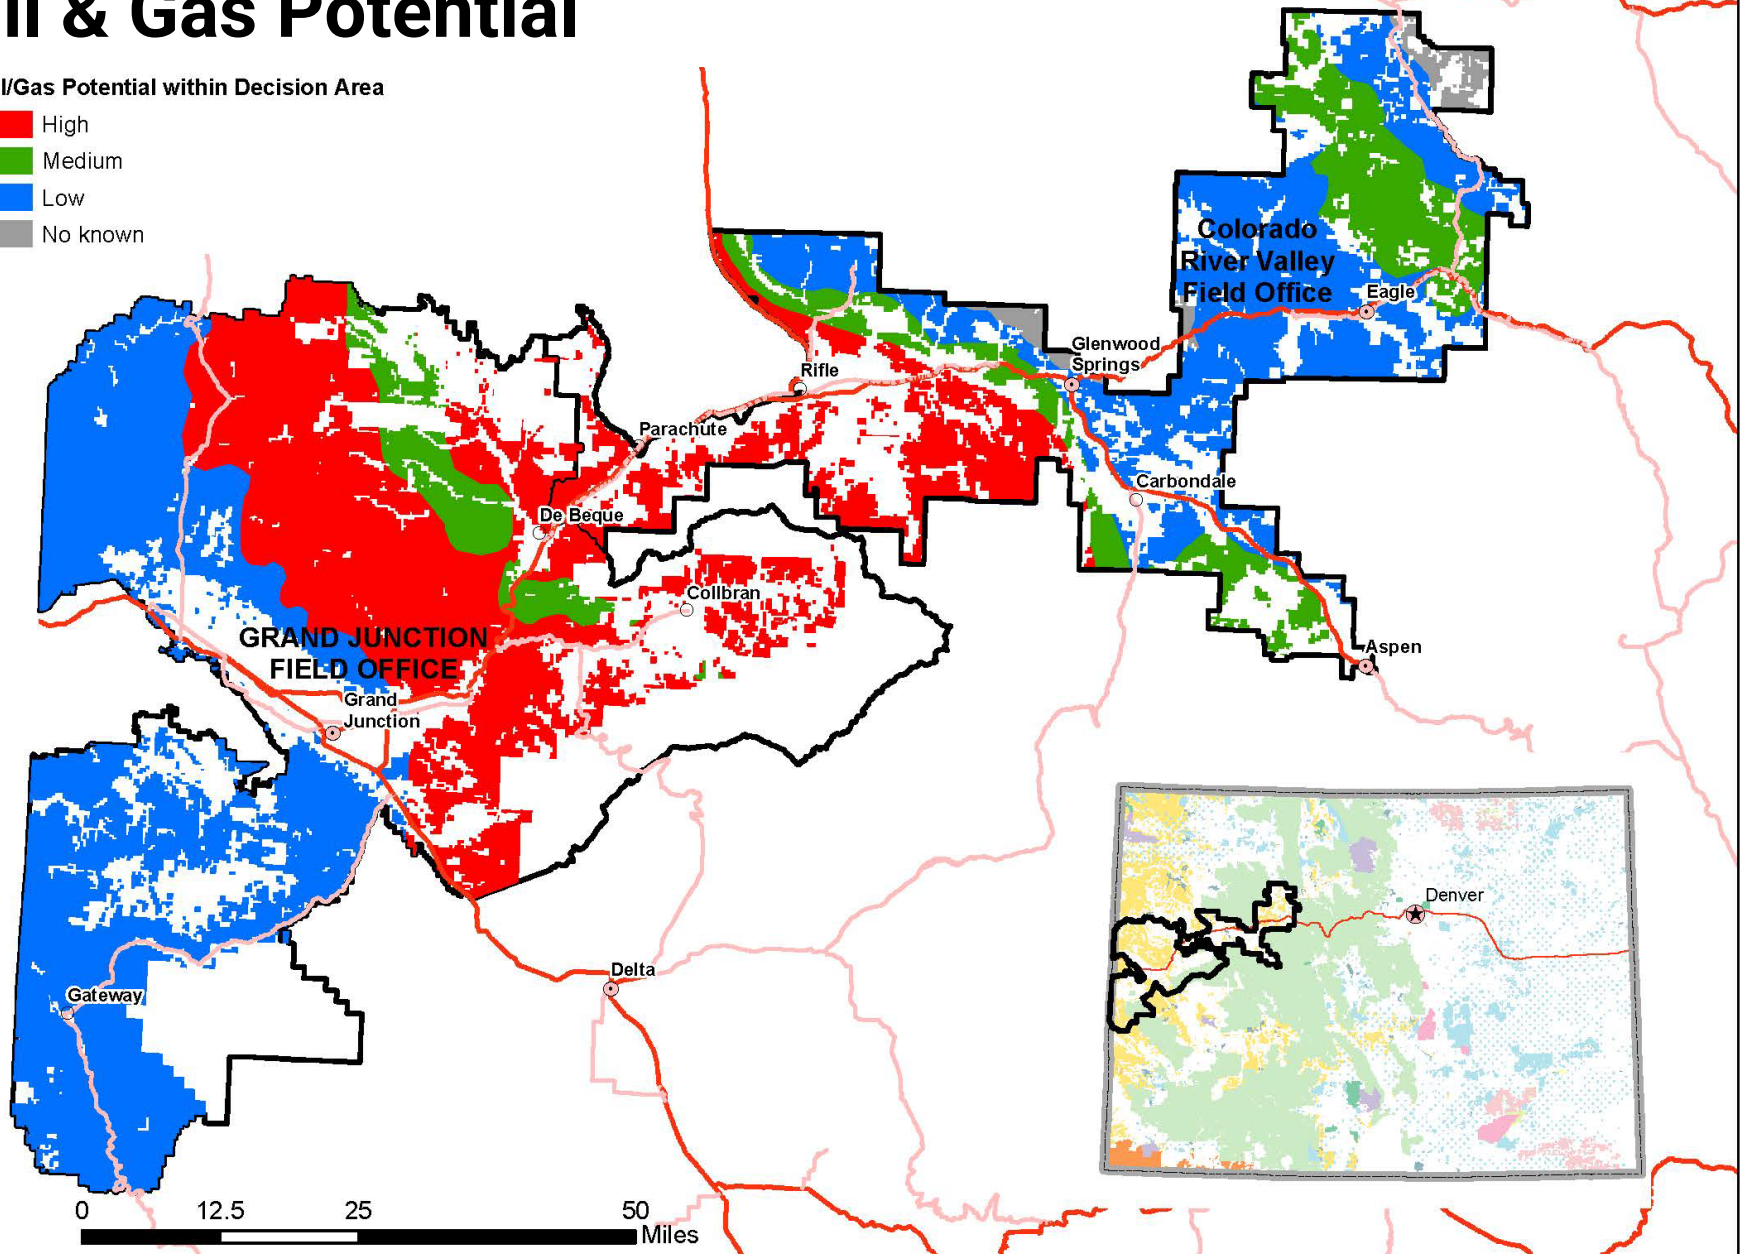 il & Gas Potential
l/Gas Potential within Decision Area
High
Medium
Low
No known
Colorado
River Valley
Field Office
Eagle
Glenwood
Springs
Rifle
Parachute
Carbondale
De Beque
Collbran
GRAND JUNCTION
FIELD OFFICE
Aspen
Grand
Junction
Denver
Delta
Gateway
0 12.5 25 50
Miles